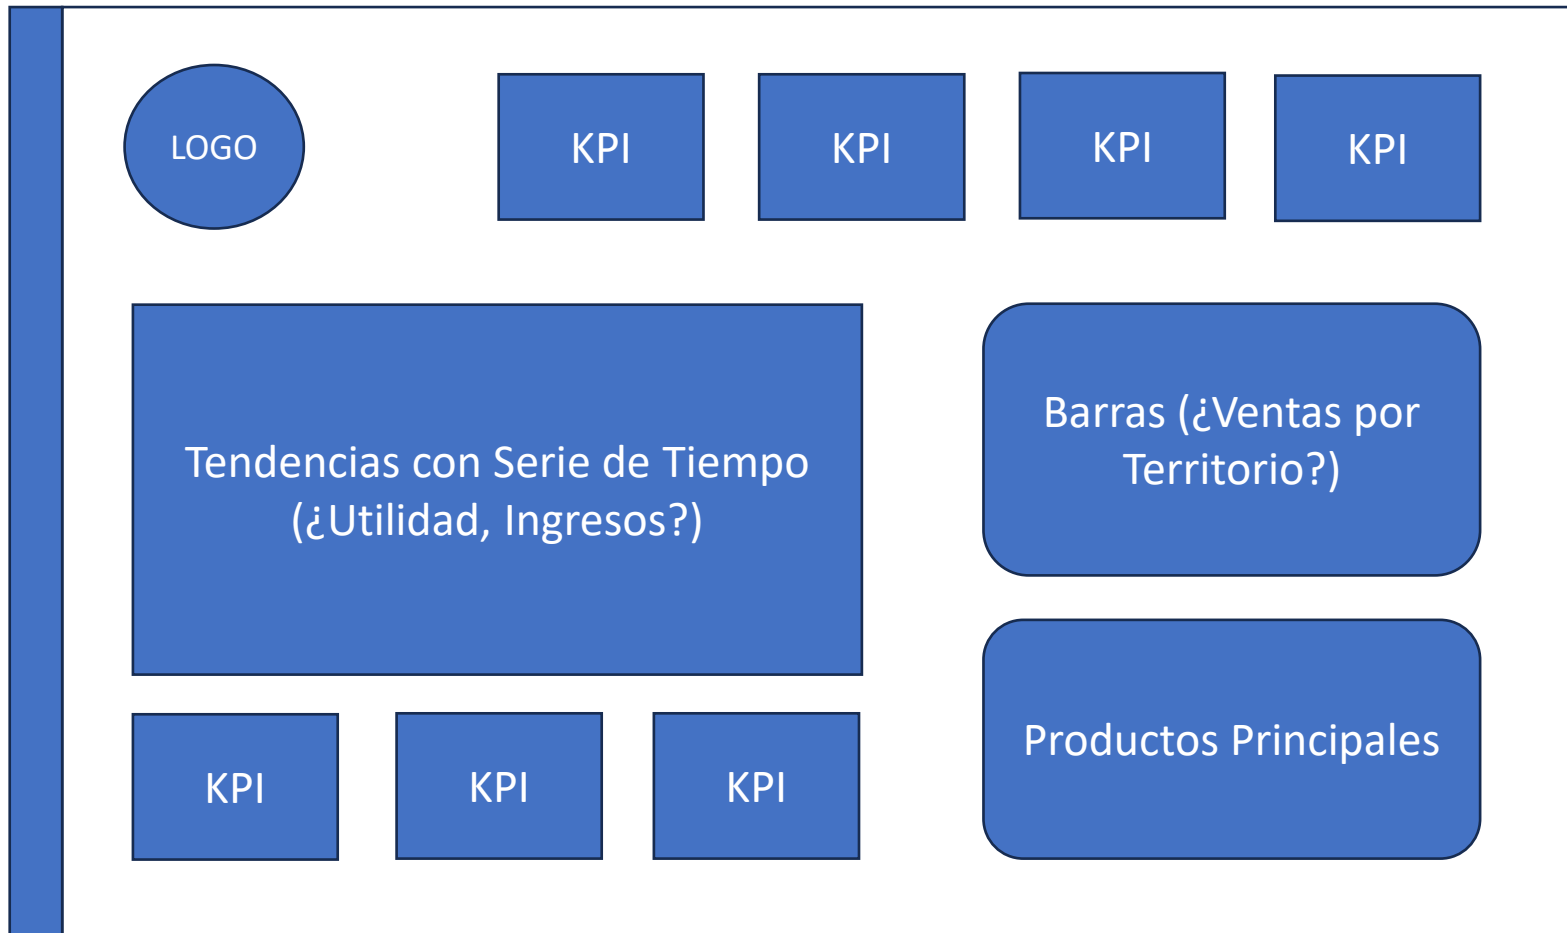 LOGO
KPI
KPI
KPI
KPI
Tendencias con Serie de Tiempo
(¿Utilidad, Ingresos?)
Barras (¿Ventas por
Territorio?)
KPI
KPI
KPI
Productos Principales